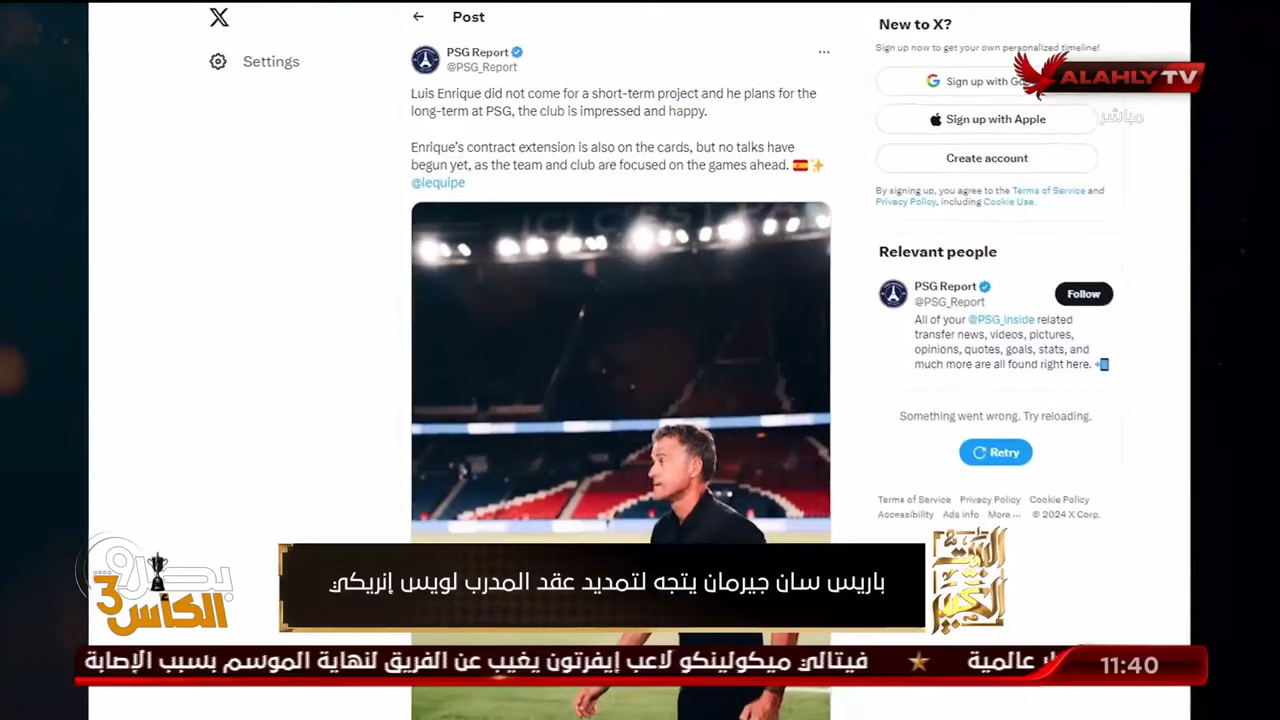 Post
Settings
PSG Report
@PSG_Report
Luis Enrique did not come for a short-term project and he plans for the
long-term at PSG, the club is impressed and happy.
Enrique's contract extension is also on the cards, but no talks have
begun yet, as the team and club are focused on the games ahead. 🇪🇸✨
@lequipe
New to X?
Sign up now to get your own personalized timeline!
Sign up with
ALAHLY TV
مباشر
Sign up with Apple
Create account
By signing up, you agree to the Terms of Service and
Privacy Policy, including Cookie Use.
Relevant people
PSG Report
@PSG_Report
Follow
All of your @PSG_inside related
transfer news, videos, pictures,
opinions, quotes, goals, stats, and
much more are all found right here. 📲
Something went wrong. Try reloading.
Retry
Terms of Service Privacy Policy Cookie Policy
Accessibility Ads info More ··· © 2024 X Corp.
باريس سان جيرمان يتجه لتمديد عقد المدرب لويس إنريكي
البيت
الكبير
الكأس
3
عالمية ★ فيتالي ميكولينكو لاعب إيفرتون يغيب عن الفريق لنهاية الموسم بسبب الإصابة
11:40